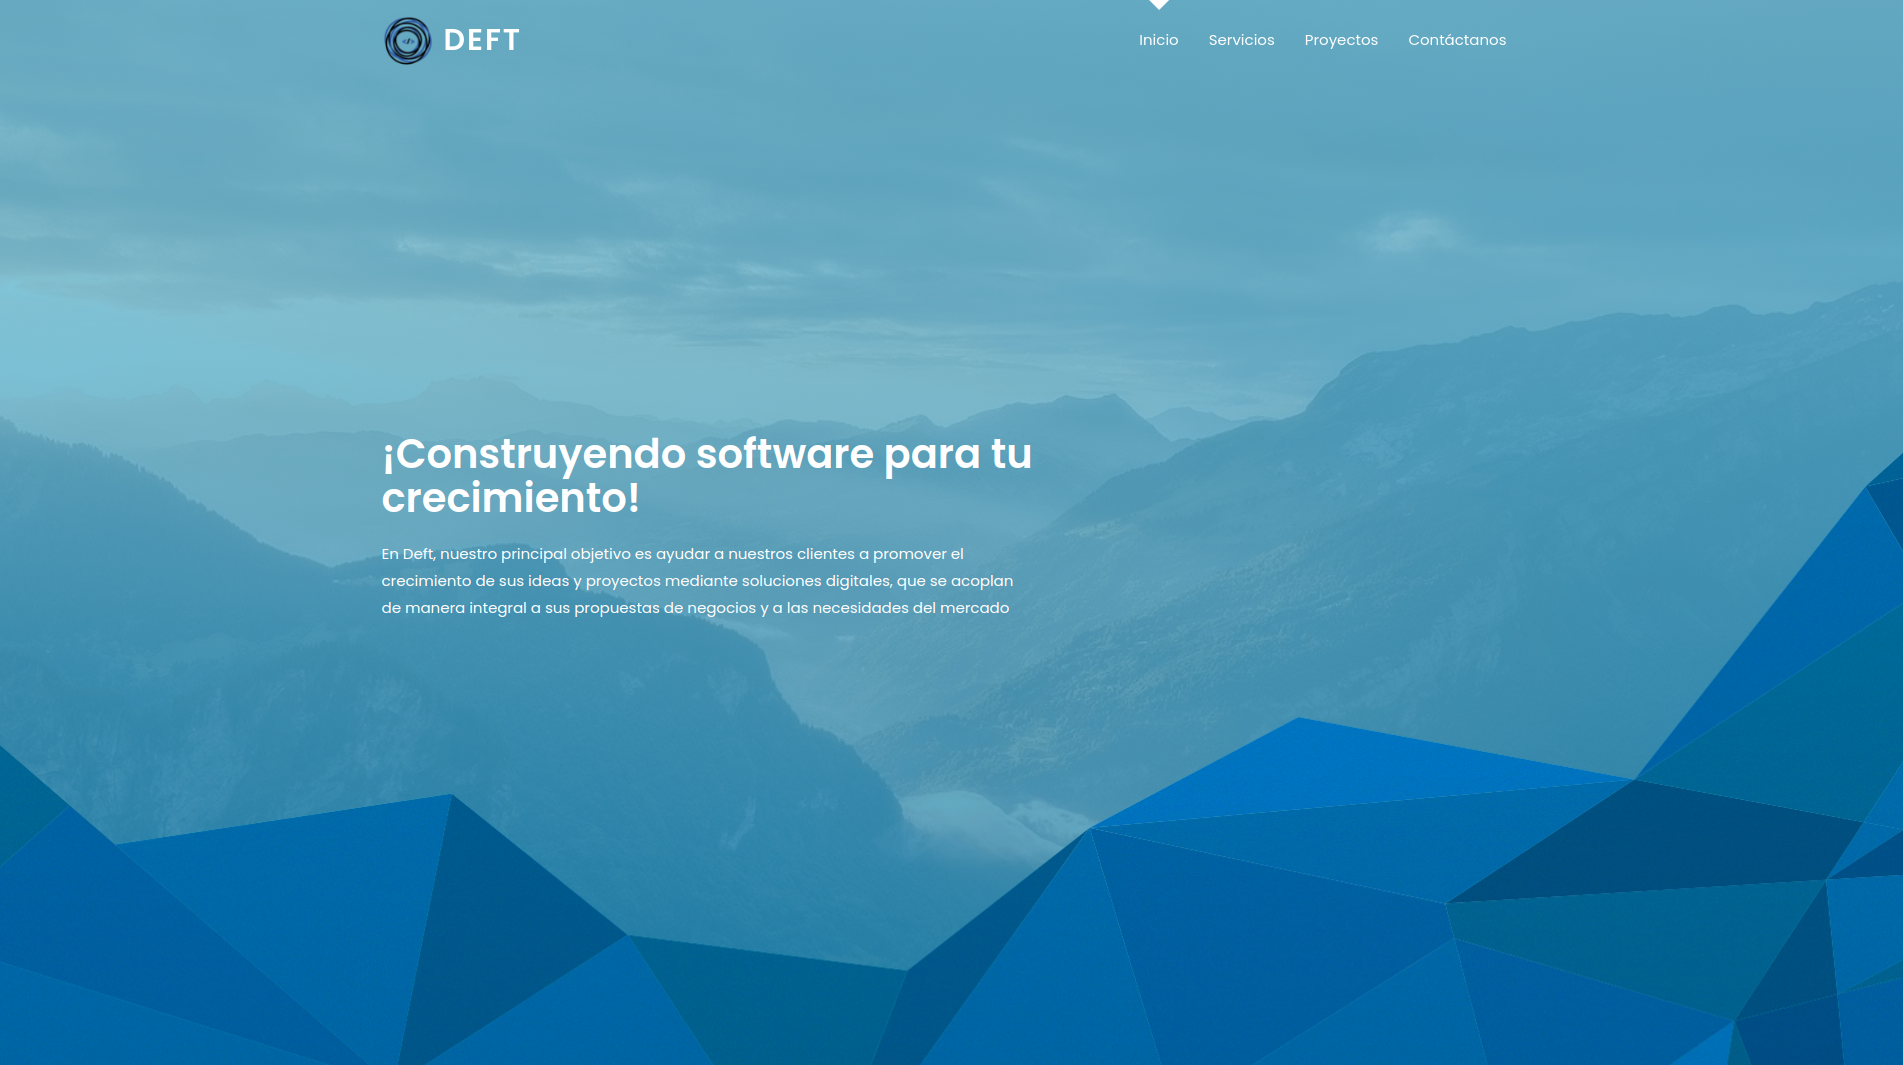 DEFT
Inicio Servicios Proyectos Contáctanos
¡Construyendo software para tu
crecimiento!
En Deft, nuestro principal objetivo es ayudar a nuestros clientes a promover el
crecimiento de sus ideas y proyectos mediante soluciones digitales, que se acoplan
de manera integral a sus propuestas de negocios y a las necesidades del mercado